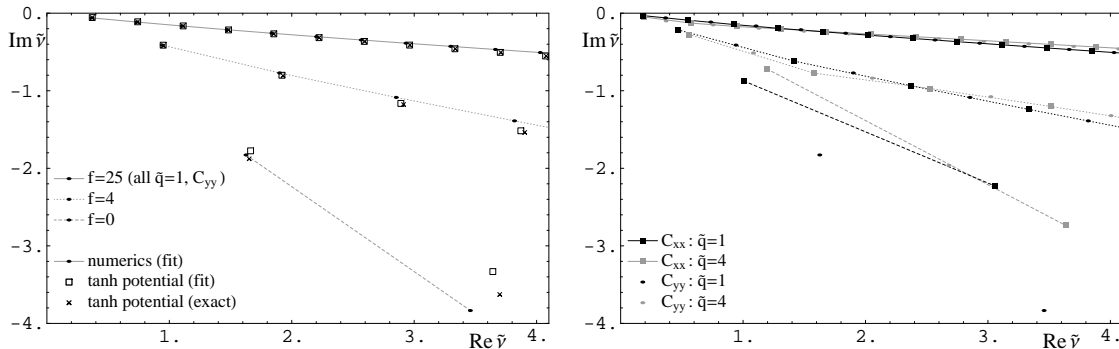 0.
Im ν̃
-1.
-2.
f=25 (all q̃=1, C_yy)
f=4
f=0
-3.
numerics (fit)
tanh potential (fit)
tanh potential (exact)
-4.
1. 2. 3. Re ν̃ 4.
0.
Im ν̃
-1.
-2.
-3.
C_xx: q̃=1
C_xx: q̃=4
C_yy: q̃=1
C_yy: q̃=4
-4.
1. 2. 3. Re ν̃ 4.